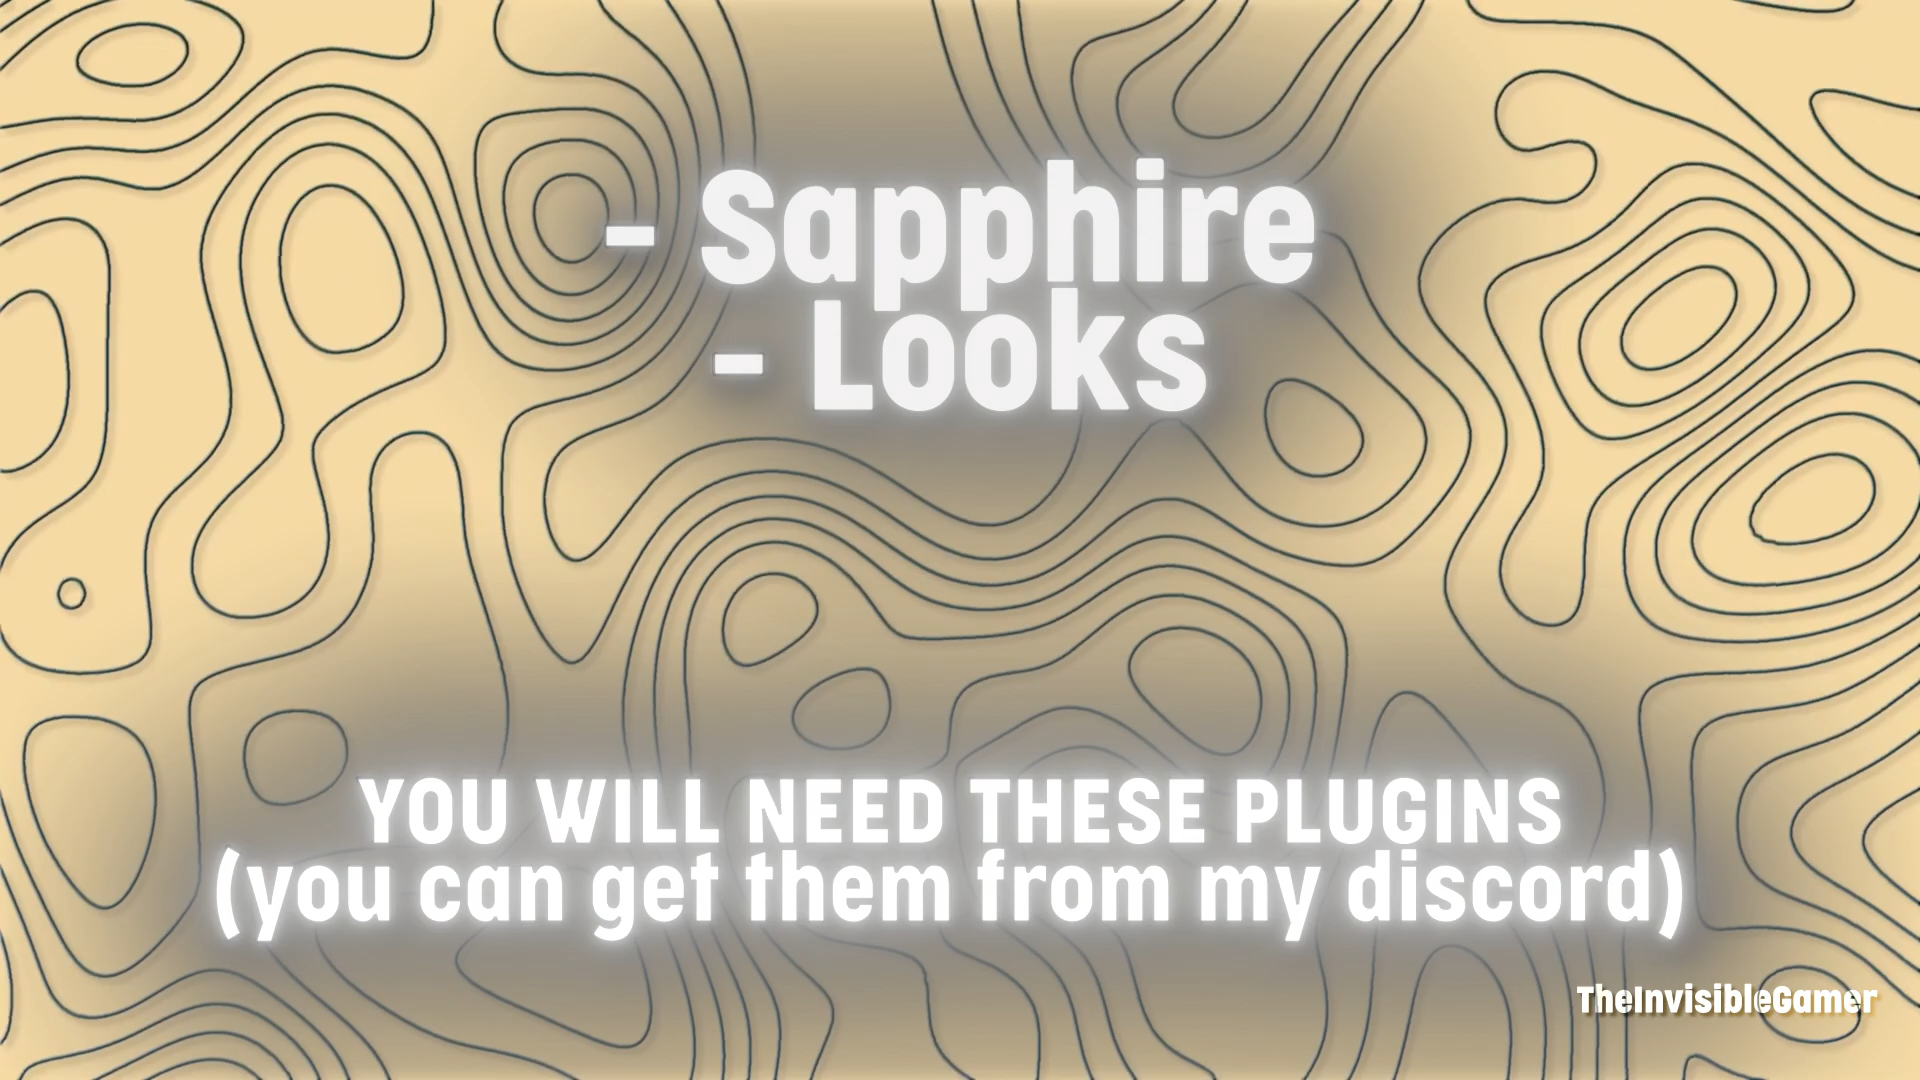 - Sapphire
- Looks
YOU WILL NEED THESE PLUGINS
(you can get them from my discord)
TheInvisibleGamer